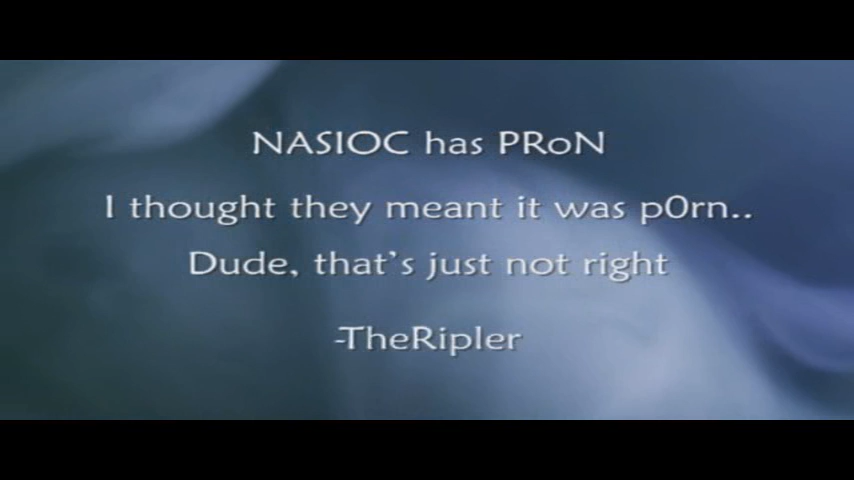 NASIOC has PRoN
I thought they meant it was p0rn..
Dude, that's just not right
-TheRipler